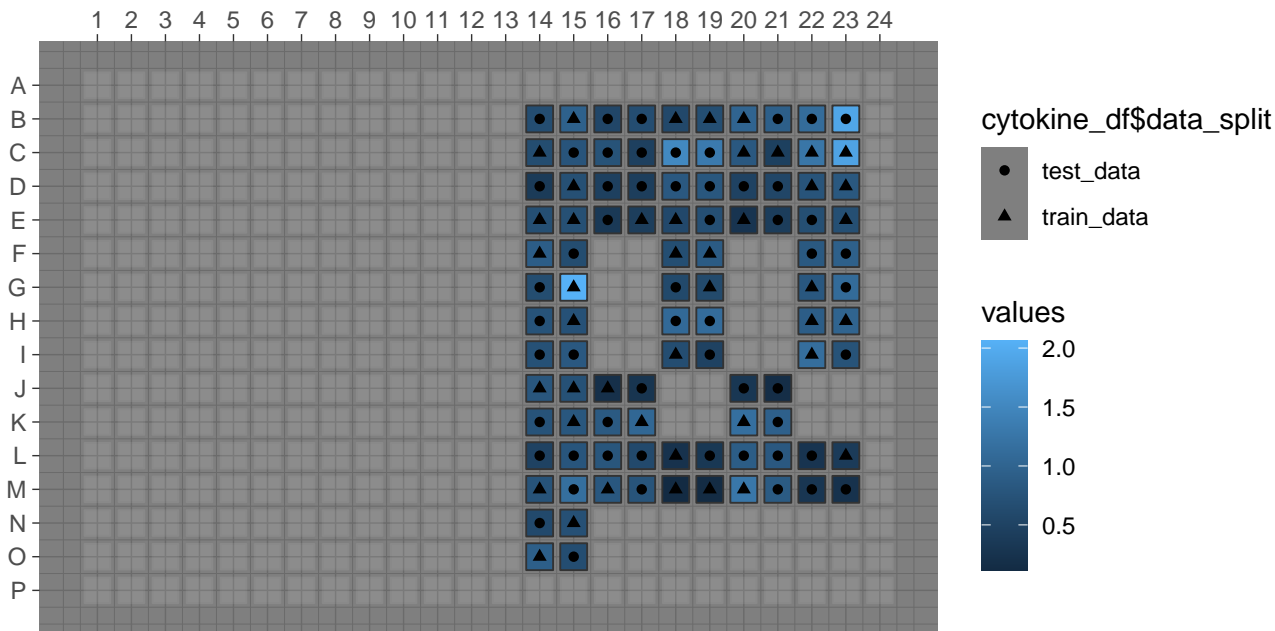 1 2 3 4 5 6 7 8 9 10 11 12 13 14 15 16 17 18 19 20 21 22 23 24
A
B
C
D
E
F
G
H
I
J
K
L
M
N
O
P
cytokine_df$data_split
test_data
train_data
values
2.0
1.5
1.0
0.5